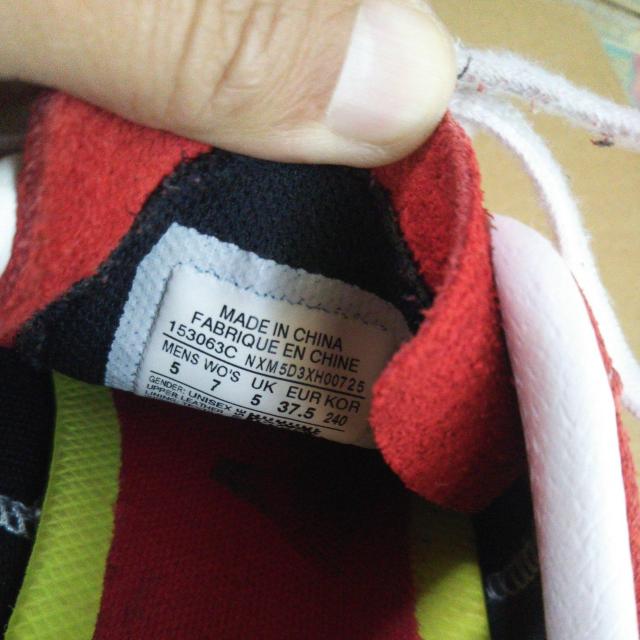 MADE IN CHINA
FABRIQUE EN CHINE
153063C NXM5D3XH00725
MENS WO'S UK EUR KOR
5 7 5 37.5 240
GENDER: UNISEX
UPPER LEATHER
LINING